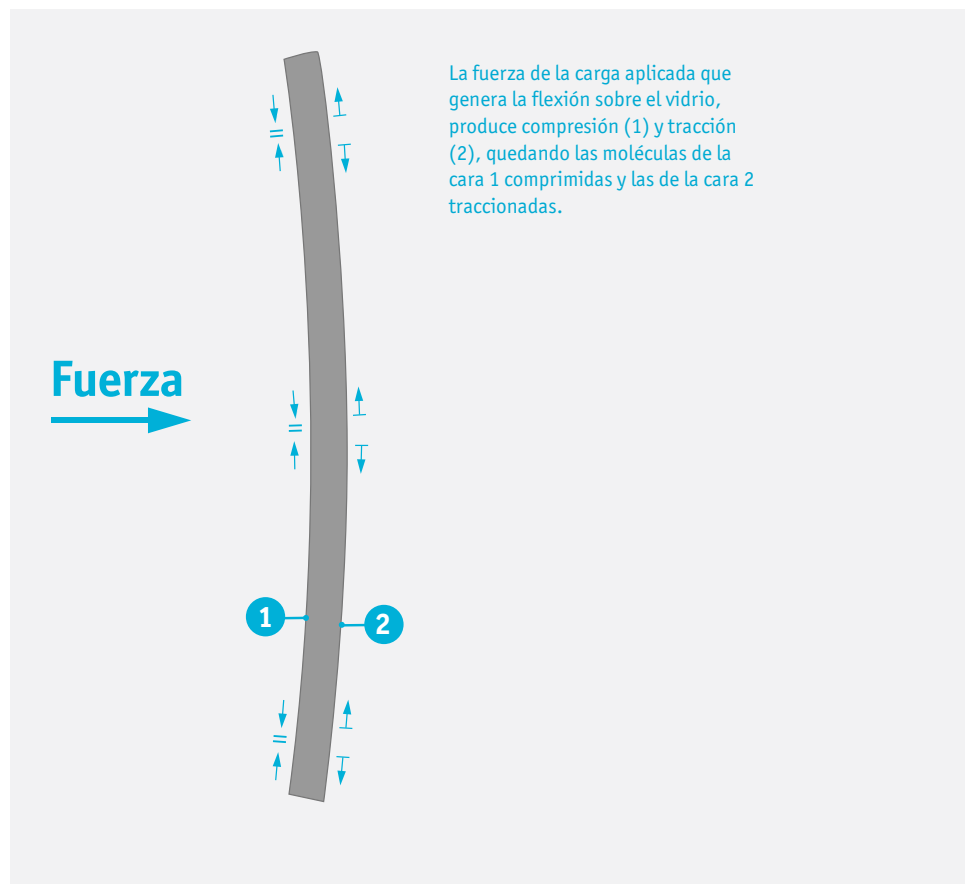 La fuerza de la carga aplicada que
genera la flexión sobre el vidrio,
produce compresión (1) y tracción
(2), quedando las moléculas de la
cara 1 comprimidas y las de la cara 2
traccionadas.
Fuerza
1
2